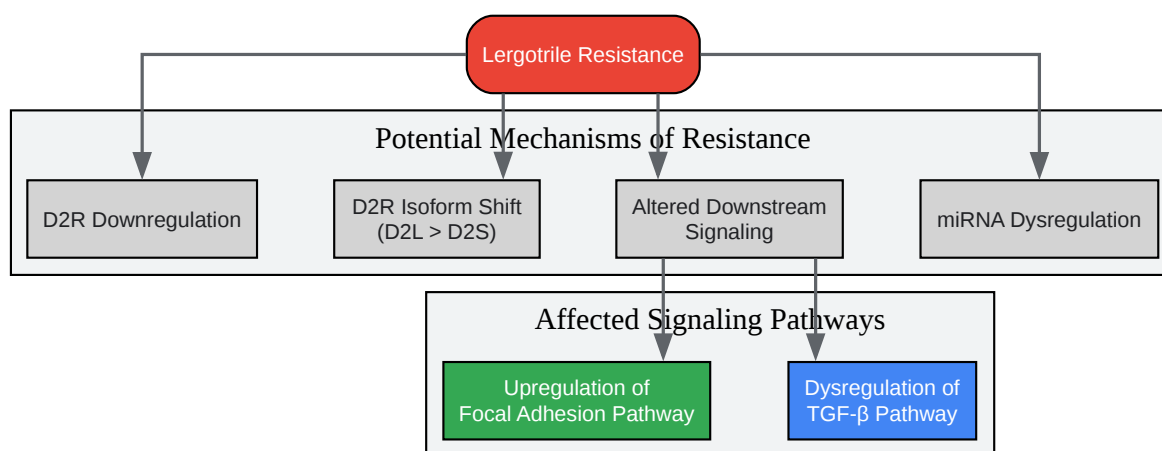 Lergotrile Resistance
Potential Mechanisms of Resistance
D2R Downregulation
D2R Isoform Shift
(D2L > D2S)
Altered Downstream
Signaling
miRNA Dysregulation
Affected Signaling Pathways
Upregulation of
Focal Adhesion Pathway
Dysregulation of
TGF-β Pathway